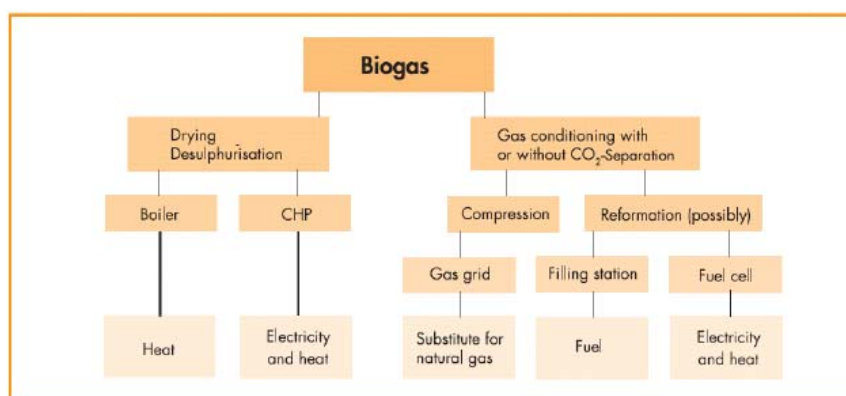 Biogas
Drying
Desulphurisation
Gas conditioning with
or without CO₂-Separation
Boiler
CHP
Compression
Reformation (possibly)
Gas grid
Filling station
Fuel cell
Heat
Electricity
and heat
Substitute for
natural gas
Fuel
Electricity
and heat